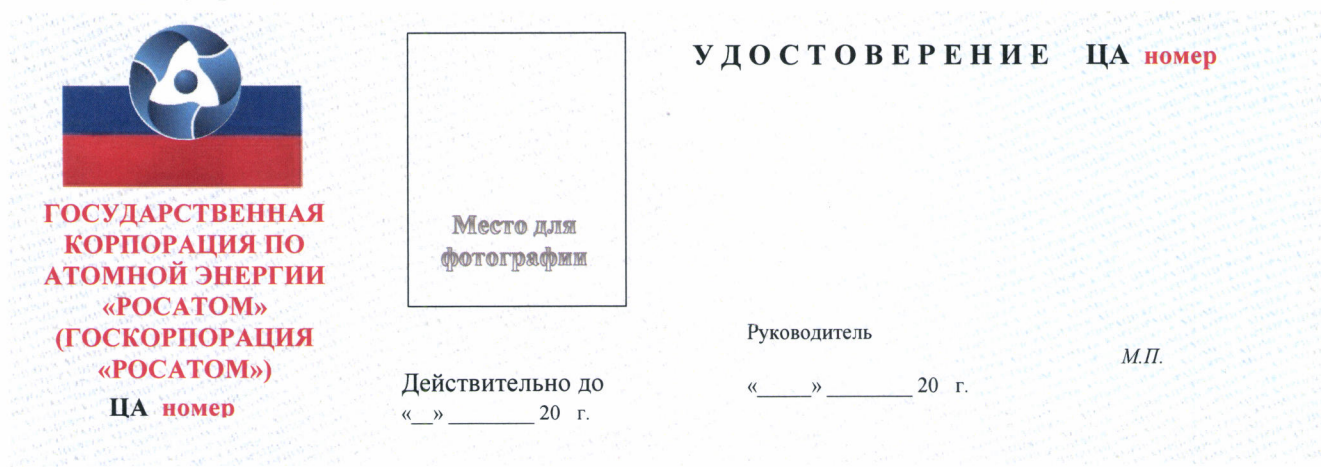 ГОСУДАРСТВЕННАЯ
КОРПОРАЦИЯ ПО
АТОМНОЙ ЭНЕРГИИ
«РОСАТОМ»
(ГОСКОРПОРАЦИЯ
«РОСАТОМ»)
ЦА номер
Место для
фотографии
Действительно до
«__» ________ 20 г.
УДОСТОВЕРЕНИЕ ЦА номер
Руководитель
М.П.
«_____» ________ 20 г.